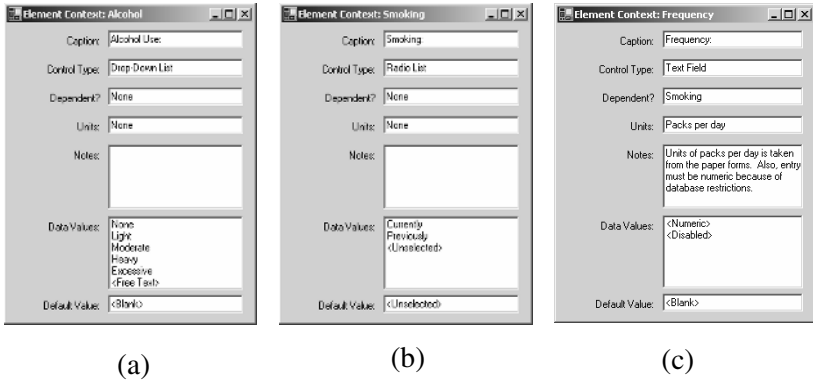 Element Context: Alcohol
Caption: Alcohol Use:
Control Type: Drop-Down List
Dependent? None
Units: None
Notes:
Data Values: None
Light
Moderate
Heavy
Excessive
<Free Text>
Default Value: <Blank>
(a)
Element Context: Smoking
Caption: Smoking:
Control Type: Radio List
Dependent? None
Units: None
Notes:
Data Values: Currently
Previously
<Unselected>
Default Value: <Unselected>
(b)
Element Context: Frequency
Caption: Frequency:
Control Type: Text Field
Dependent? Smoking
Units: Packs per day
Notes: Units of packs per day is taken
from the paper forms. Also, entry
must be numeric because of
database restrictions.
Data Values: <Numeric>
<Disabled>
Default Value: <Blank>
(c)